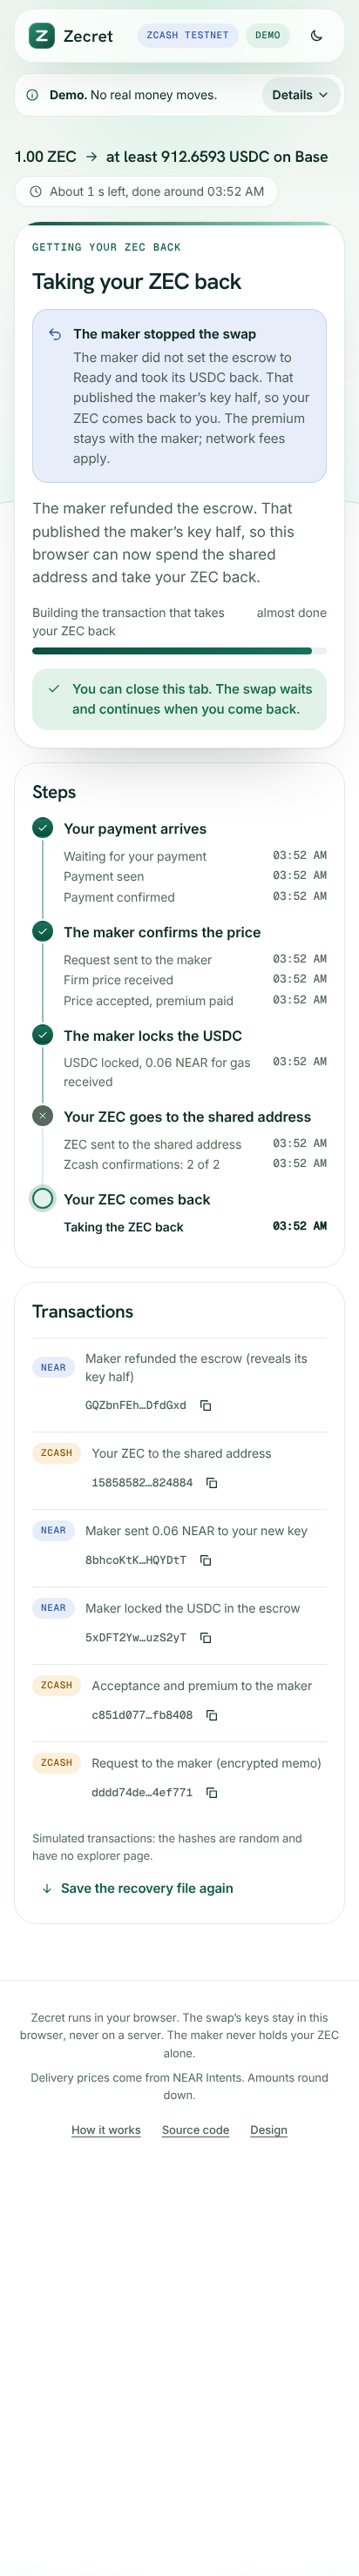 Zecret
ZCASH TESTNET
DEMO
Demo. No real money moves.
Details
1.00 ZEC → at least 912.6593 USDC on Base
About 1 s left, done around 03:52 AM
GETTING YOUR ZEC BACK
Taking your ZEC back
The maker stopped the swap
The maker did not set the escrow to
Ready and took its USDC back. That
published the maker's key half, so your
ZEC comes back to you. The premium
stays with the maker; network fees
apply.
The maker refunded the escrow. That
published the maker's key half, so this
browser can now spend the shared
address and take your ZEC back.
Building the transaction that takes
your ZEC back
almost done
You can close this tab. The swap waits
and continues when you come back.
Steps
Your payment arrives
Waiting for your payment 03:52 AM
Payment seen 03:52 AM
Payment confirmed 03:52 AM
The maker confirms the price
Request sent to the maker 03:52 AM
Firm price received 03:52 AM
Price accepted, premium paid 03:52 AM
The maker locks the USDC
USDC locked, 0.06 NEAR for gas
received
03:52 AM
Your ZEC goes to the shared address
ZEC sent to the shared address 03:52 AM
Zcash confirmations: 2 of 2 03:52 AM
Your ZEC comes back
Taking the ZEC back 03:52 AM
Transactions
NEAR
Maker refunded the escrow (reveals its
key half)
GQZbnFEh…DfdGxd
ZCASH
Your ZEC to the shared address
15858582…824884
NEAR
Maker sent 0.06 NEAR to your new key
8bhcoKtK…HQYDtT
NEAR
Maker locked the USDC in the escrow
5xDFT2Yw…uzS2yT
ZCASH
Acceptance and premium to the maker
c851d077…fb8408
ZCASH
Request to the maker (encrypted memo)
dddd74de…4ef771
Simulated transactions: the hashes are random and
have no explorer page.
Save the recovery file again
Zecret runs in your browser. The swap's keys stay in this
browser, never on a server. The maker never holds your ZEC
alone.
Delivery prices come from NEAR Intents. Amounts round
down.
How it works
Source code
Design